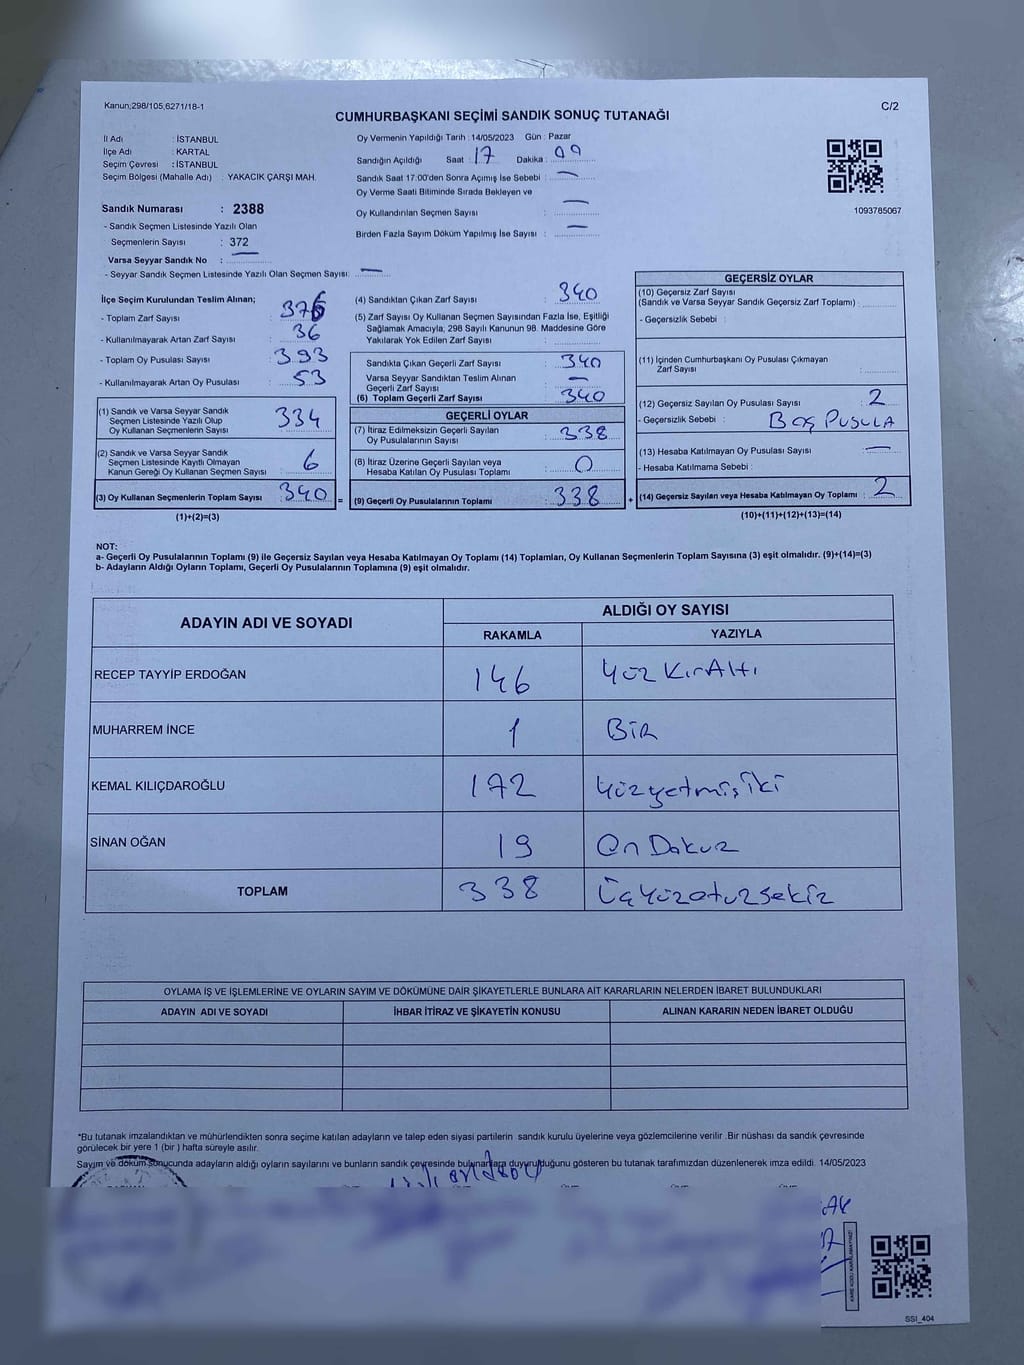 Kanun;298/105,6271/18-1
C/2
CUMHURBAŞKANI SEÇİMİ SANDIK SONUÇ TUTANAĞI
İl Adı : İSTANBUL
İlçe Adı : KARTAL
Seçim Çevresi : İSTANBUL
Seçim Bölgesi (Mahalle Adı) : YAKACIK ÇARŞI MAH.
Oy Vermenin Yapıldığı Tarih : 14/05/2023 Gün : Pazar
Sandığın Açıldığı Saat : 17 Dakika :
Sandık Saat 17:00'den Sonra Açımış İse Sebebi : —
Oy Verme Saati Bitiminde Sırada Bekleyen ve
Oy Kullandırılan Seçmen Sayısı : —
Birden Fazla Sayım Döküm Yapılmış İse Sayısı : —
1093765067
Sandık Numarası : 2388
- Sandık Seçmen Listesinde Yazılı Olan
Seçmenlerin Sayısı : 372
Varsa Seyyar Sandık No : —
- Seyyar Sandık Seçmen Listesinde Yazılı Olan Seçmen Sayısı: —
İlçe Seçim Kurulundan Teslim Alınan;
- Toplam Zarf Sayısı : 376
- Kullanılmayarak Artan Zarf Sayısı : 36
- Toplam Oy Pusulası Sayısı : 393
- Kullanılmayarak Artan Oy Pusulası : 53
(1) Sandık ve Varsa Seyyar Sandık
Seçmen Listesinde Yazılı Olup
Oy Kullanan Seçmenlerin Sayısı : 334
(2) Sandık ve Varsa Seyyar Sandık
Seçmen Listesinde Kayıtlı Olmayan
Kanun Gereği Oy Kullanan Seçmen Sayısı : 6
(3) Oy Kullanan Seçmenlerin Toplam Sayısı : 340
(1)+(2)=(3)
(4) Sandıktan Çıkan Zarf Sayısı : 340
(5) Zarf Sayısı Oy Kullanan Seçmen Sayısından Fazla İse, Eşitliği
Sağlamak Amacıyla; 298 Sayılı Kanunun 98. Maddesine Göre
Yakılarak Yok Edilen Zarf Sayısı :
Sandıkta Çıkan Geçerli Zarf Sayısı : 340
Varsa Seyyar Sandıktan Teslim Alınan
Geçerli Zarf Sayısı : —
(6) Toplam Geçerli Zarf Sayısı : 340
GEÇERLİ OYLAR
(7) İtiraz Edilmeksizin Geçerli Sayılan
Oy Pusulalarının Sayısı : 338
(8) İtiraz Üzerine Geçerli Sayılan veya
Hesaba Katılan Oy Pusulası Toplamı : 0
= (9) Geçerli Oy Pusulalarının Toplamı : 338 +
GEÇERSİZ OYLAR
(10) Geçersiz Zarf Sayısı
(Sandık ve Varsa Seyyar Sandık Geçersiz Zarf Toplamı) :
- Geçersizlik Sebebi :
(11) İçinden Cumhurbaşkanı Oy Pusulası Çıkmayan
Zarf Sayısı :
(12) Geçersiz Sayılan Oy Pusulası Sayısı : 2
- Geçersizlik Sebebi : BOŞ PUSULA
(13) Hesaba Katılmayan Oy Pusulası Sayısı : —
- Hesaba Katılmama Sebebi :
(14) Geçersiz Sayılan veya Hesaba Katılmayan Oy Toplamı : 2
(10)+(11)+(12)+(13)=(14)
NOT:
a- Geçerli Oy Pusulalarının Toplamı (9) ile Geçersiz Sayılan veya Hesaba Katılmayan Oy Toplamı (14) Toplamları, Oy Kullanan Seçmenlerin Toplam Sayısına (3) eşit olmalıdır. (9)+(14)=(3)
b- Adayların Aldığı Oyların Toplamı, Geçerli Oy Pusulalarının Toplamına (9) eşit olmalıdır.
ADAYIN ADI VE SOYADI
ALDIĞI OY SAYISI
RAKAMLA YAZIYLA
RECEP TAYYİP ERDOĞAN 146 Yüz KırAltı
MUHARREM İNCE 1 Bir
KEMAL KILIÇDAROĞLU 172 Yüzyetmişiki
SİNAN OĞAN 19 On Dokuz
TOPLAM 338 Üçyüzotuzsekiz
OYLAMA İŞ VE İŞLEMLERİNE VE OYLARIN SAYIM VE DÖKÜMÜNE DAİR ŞİKAYETLERLE BUNLARA AİT KARARLARIN NELERDEN İBARET BULUNDUKLARI
ADAYIN ADI VE SOYADI İHBAR İTİRAZ VE ŞİKAYETİN KONUSU ALINAN KARARIN NEDEN İBARET OLDUĞU
*Bu tutanak imzalandıktan ve mühürlendikten sonra seçime katılan adayların ve talep eden siyasi partilerin sandık kurulu üyelerine veya gözlemcilerine verilir. Bir nüshası da sandık çevresinde
görülecek bir yere 1 (bir) hafta süreyle asılır.
Sayım ve döküm sonucunda adayların aldığı oyların sayılarını ve bunların sandık çevresinde bulunanlara duyurulduğunu gösteren bu tutanak tarafımızdan düzenlenerek imza edildi. 14/05/2023
SSI_404